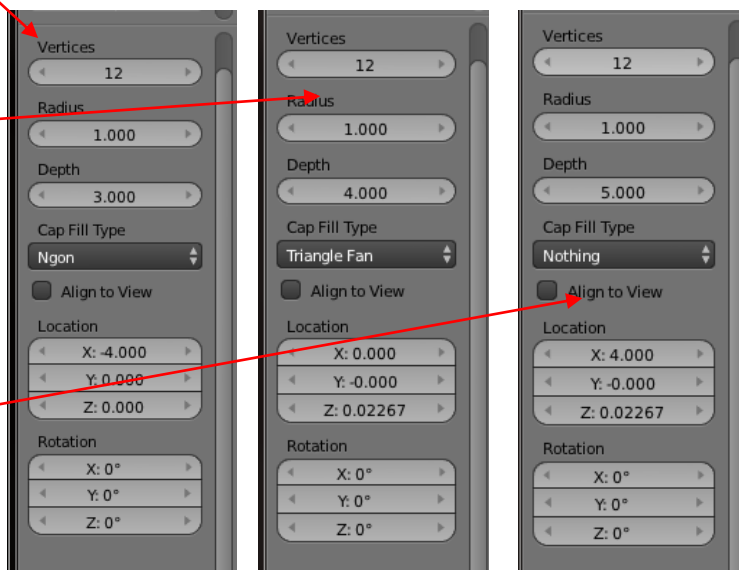 Vertices
12
Radius
1.000
Depth
3.000
Cap Fill Type
Ngon
Align to View
Location
X: -4.000
Y: 0.000
Z: 0.000
Rotation
X: 0°
Y: 0°
Z: 0°
Vertices
12
Radius
1.000
Depth
4.000
Cap Fill Type
Triangle Fan
Align to View
Location
X: 0.000
Y: -0.000
Z: 0.02267
Rotation
X: 0°
Y: 0°
Z: 0°
Vertices
12
Radius
1.000
Depth
5.000
Cap Fill Type
Nothing
Align to View
Location
X: 4.000
Y: -0.000
Z: 0.02267
Rotation
X: 0°
Y: 0°
Z: 0°